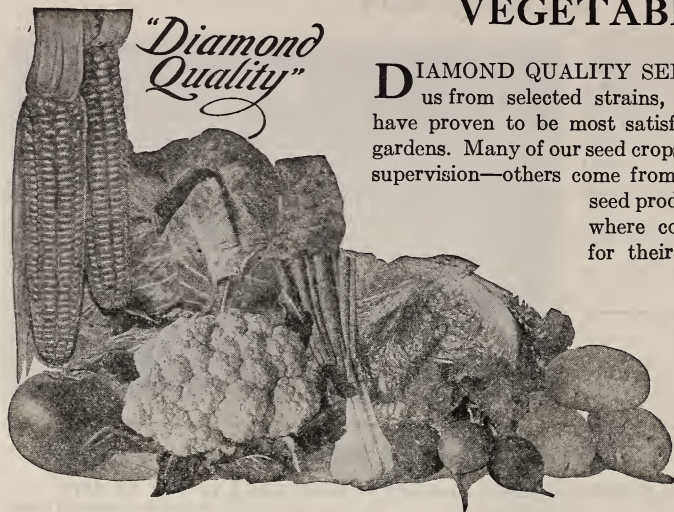 VEGETAB
"Diamond
Quality"
DIAMOND QUALITY SE
us from selected strains,
have proven to be most satisf
gardens. Many of our seed crops
supervision—others come from
seed prod
where co
for their